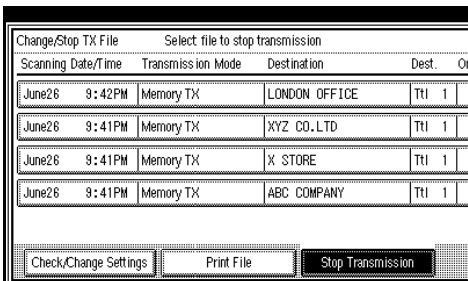 Change/Stop TX File Select file to stop transmission
Scanning Date/Time Transmission Mode Destination Dest.
June26 9:42PM Memory TX LONDON OFFICE Ttl 1
June26 9:41PM Memory TX XYZ CO.LTD Ttl 1
June26 9:41PM Memory TX X STORE Ttl 1
June26 9:41PM Memory TX ABC COMPANY Ttl 1
Check/Change Settings Print File Stop Transmission